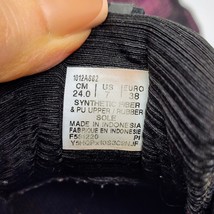 1012A882
CM US EURO
24.0 7 38
SYNTHETIC FIBER
& PU UPPER / RUBBER
SOLE
MADE IN INDONESIA
FABRIQUE EN INDONESIE
PI